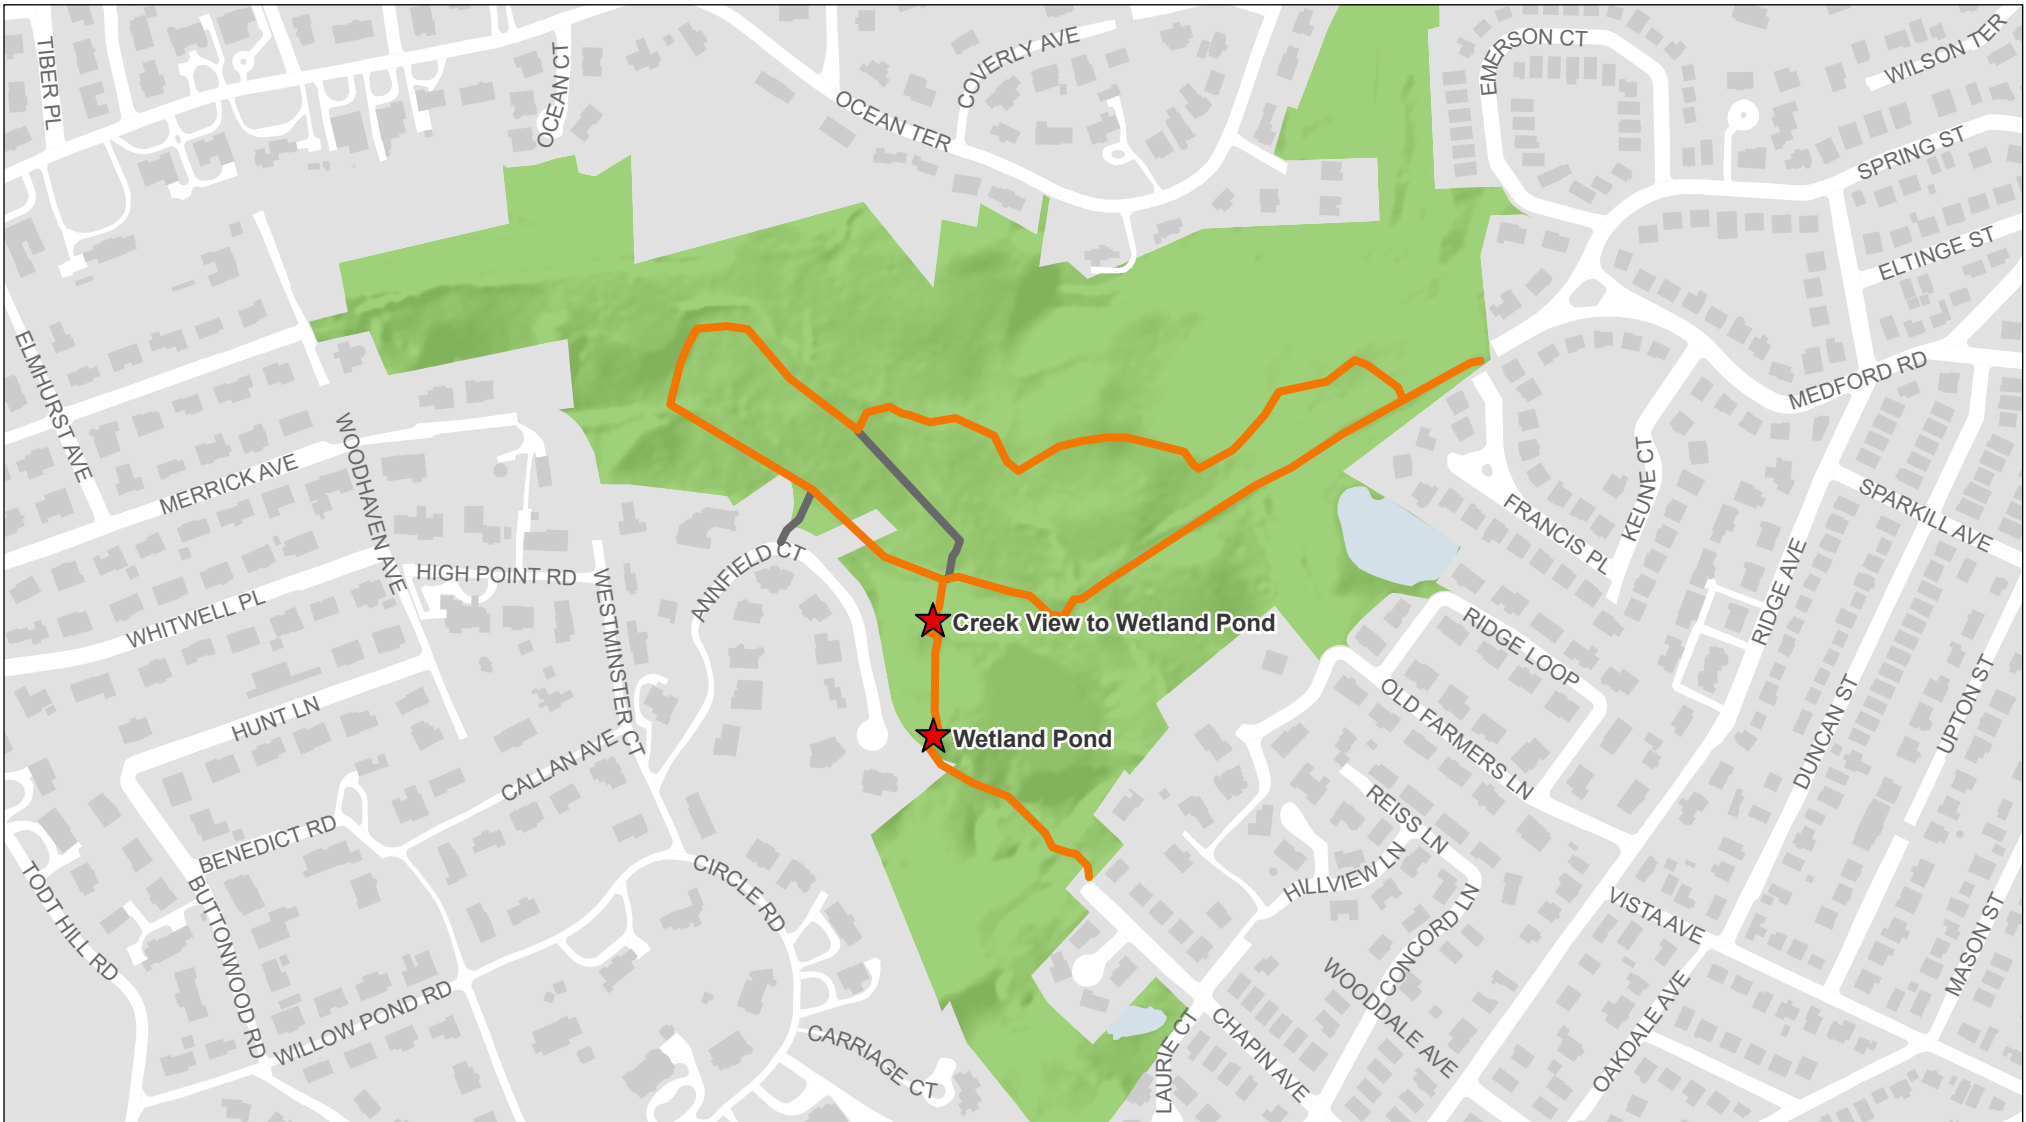 TIBER PL
OCEAN CT
COVERLY AVE
OCEAN TER
EMERSON CT
WILSON TER
SPRING ST
ELTINGE ST
ELMHURST AVE
MERRICK AVE
WOODHAVEN AVE
MEDFORD RD
KEUNE CT
FRANCIS PL
SPARKILL AVE
RIDGE AVE
HIGH POINT RD
WHITWELL PL
WESTMINSTER CT
ANNFIELD CT
Creek View to Wetland Pond
RIDGE LOOP
HUNT LN
CALLAN AVE
Wetland Pond
OLD FARMERS LN
DUNCAN ST
UPTON ST
BENEDICT RD
REISS LN
HILLVIEW LN
TODT HILL RD
BUTTONWOOD RD
CIRCLE RD
CONCORD LN
VISTA AVE
MASON ST
WILLOW POND RD
WOODDALE AVE
CARRIAGE CT
LAURIE CT
CHAPIN AVE
OAKDALE AVE